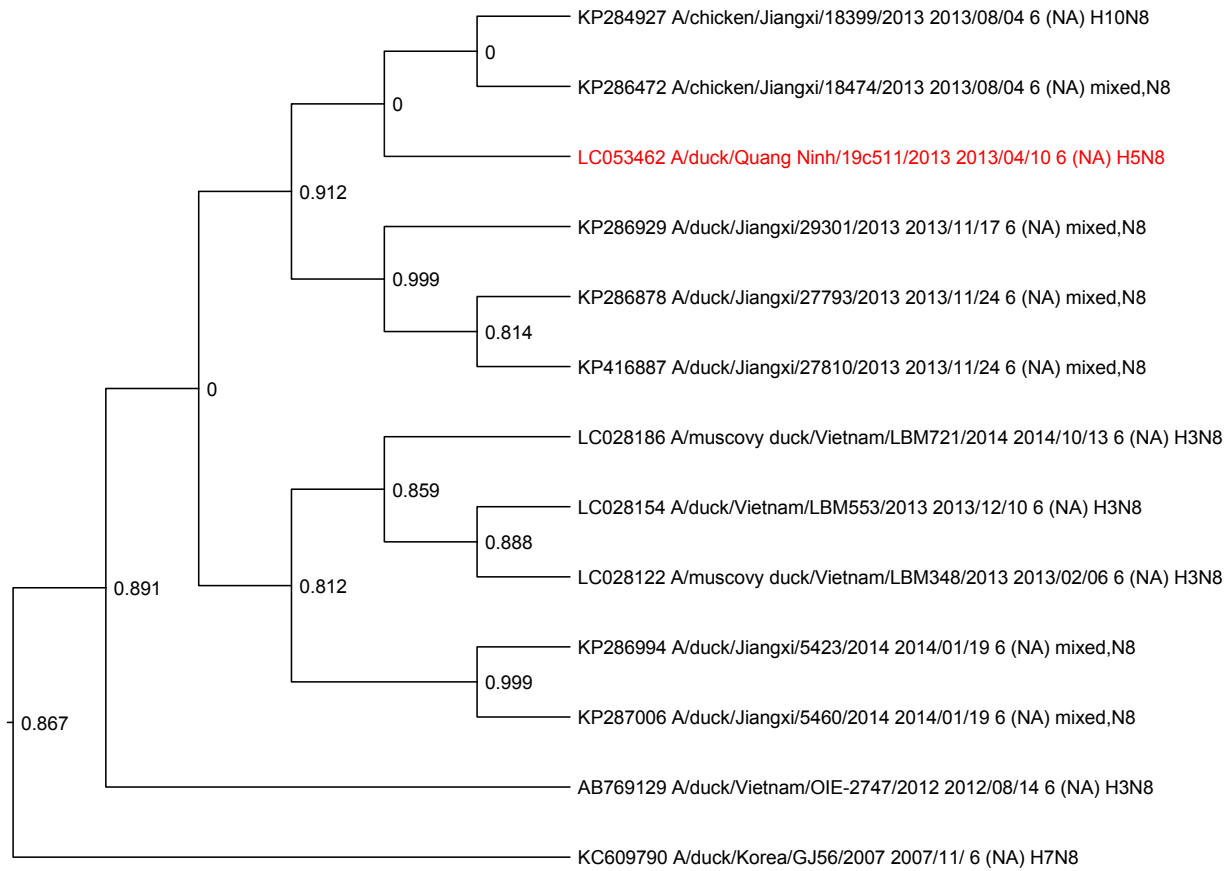 KP284927 A/chicken/Jiangxi/18399/2013 2013/08/04 6 (NA) H10N8
0
KP286472 A/chicken/Jiangxi/18474/2013 2013/08/04 6 (NA) mixed,N8
0
LC053462 A/duck/Quang Ninh/19c511/2013 2013/04/10 6 (NA) H5N8
0.912
KP286929 A/duck/Jiangxi/29301/2013 2013/11/17 6 (NA) mixed,N8
0.999
KP286878 A/duck/Jiangxi/27793/2013 2013/11/24 6 (NA) mixed,N8
0.814
KP416887 A/duck/Jiangxi/27810/2013 2013/11/24 6 (NA) mixed,N8
0
LC028186 A/muscovy duck/Vietnam/LBM721/2014 2014/10/13 6 (NA) H3N8
0.859
LC028154 A/duck/Vietnam/LBM553/2013 2013/12/10 6 (NA) H3N8
0.888
LC028122 A/muscovy duck/Vietnam/LBM348/2013 2013/02/06 6 (NA) H3N8
0.891
0.812
KP286994 A/duck/Jiangxi/5423/2014 2014/01/19 6 (NA) mixed,N8
0.999
KP287006 A/duck/Jiangxi/5460/2014 2014/01/19 6 (NA) mixed,N8
0.867
AB769129 A/duck/Vietnam/OIE-2747/2012 2012/08/14 6 (NA) H3N8
KC609790 A/duck/Korea/GJ56/2007 2007/11/ 6 (NA) H7N8